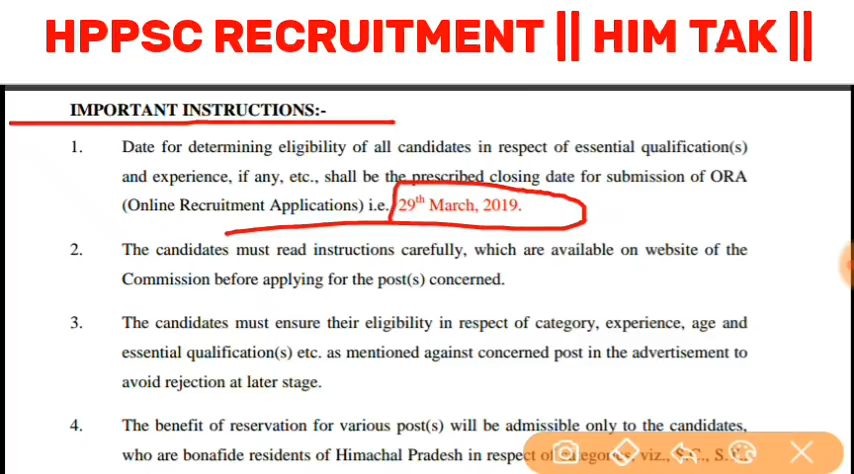 HPPSC RECRUITMENT || HIM TAK ||
IMPORTANT INSTRUCTIONS:-
1. Date for determining eligibility of all candidates in respect of essential qualification(s)
and experience, if any, etc., shall be the prescribed closing date for submission of ORA
(Online Recruitment Applications) i.e. 29th March, 2019.
2. The candidates must read instructions carefully, which are available on website of the
Commission before applying for the post(s) concerned.
3. The candidates must ensure their eligibility in respect of category, experience, age and
essential qualification(s) etc. as mentioned against concerned post in the advertisement to
avoid rejection at later stage.
4. The benefit of reservation for various post(s) will be admissible only to the candidates,
who are bonafide residents of Himachal Pradesh in respect of viz.,